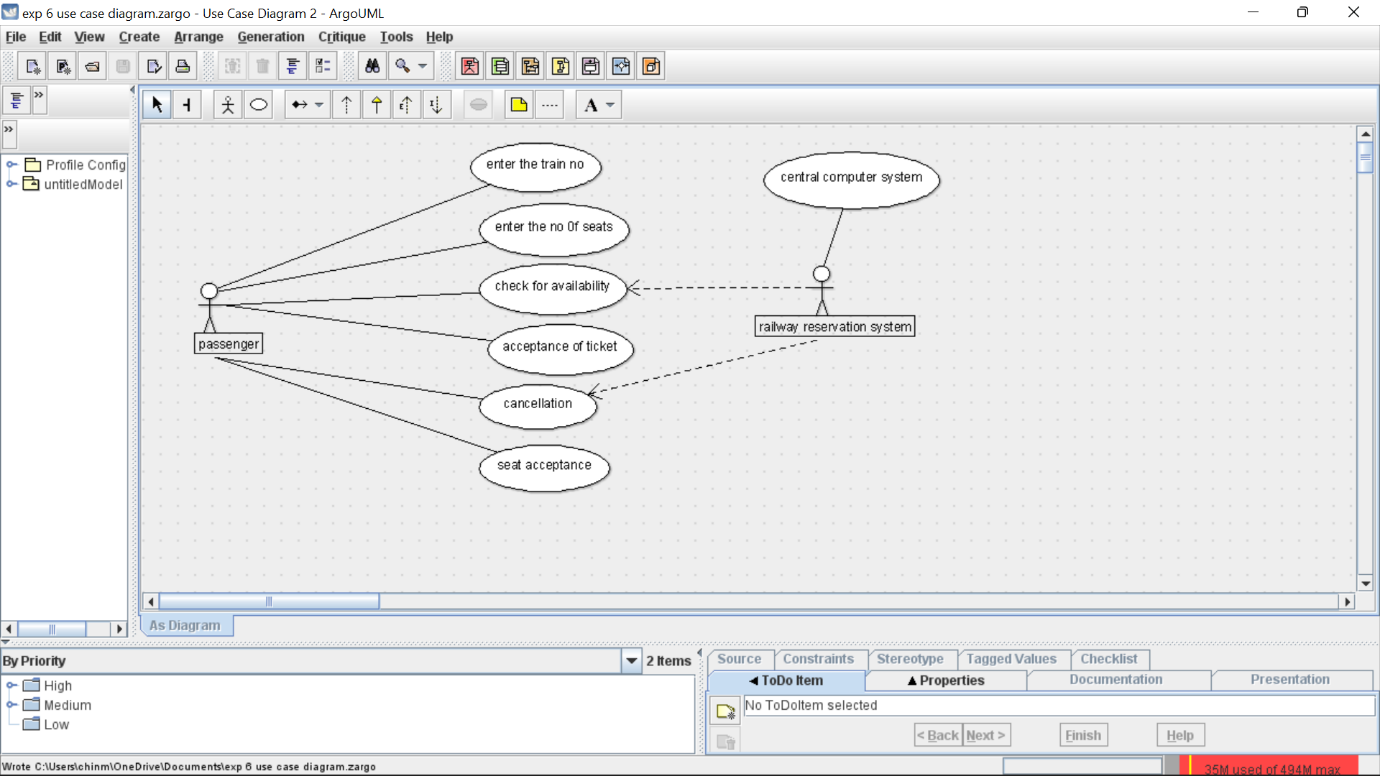 exp 6 use case diagram.zargo - Use Case Diagram 2 - ArgoUML
File Edit View Create Arrange Generation Critique Tools Help
A
Profile Config
untitledModel
enter the train no
central computer system
enter the no 0f seats
check for availability
railway reservation system
passenger
acceptance of ticket
cancellation
seat acceptance
As Diagram
By Priority
2 Items
High
Medium
Low
Source Constraints Stereotype Tagged Values Checklist
ToDo Item Properties Documentation Presentation
No ToDoItem selected
< Back Next > Finish Help
Wrote C:\Users\chinm\OneDrive\Documents\exp 6 use case diagram.zargo
35M used of 494M max